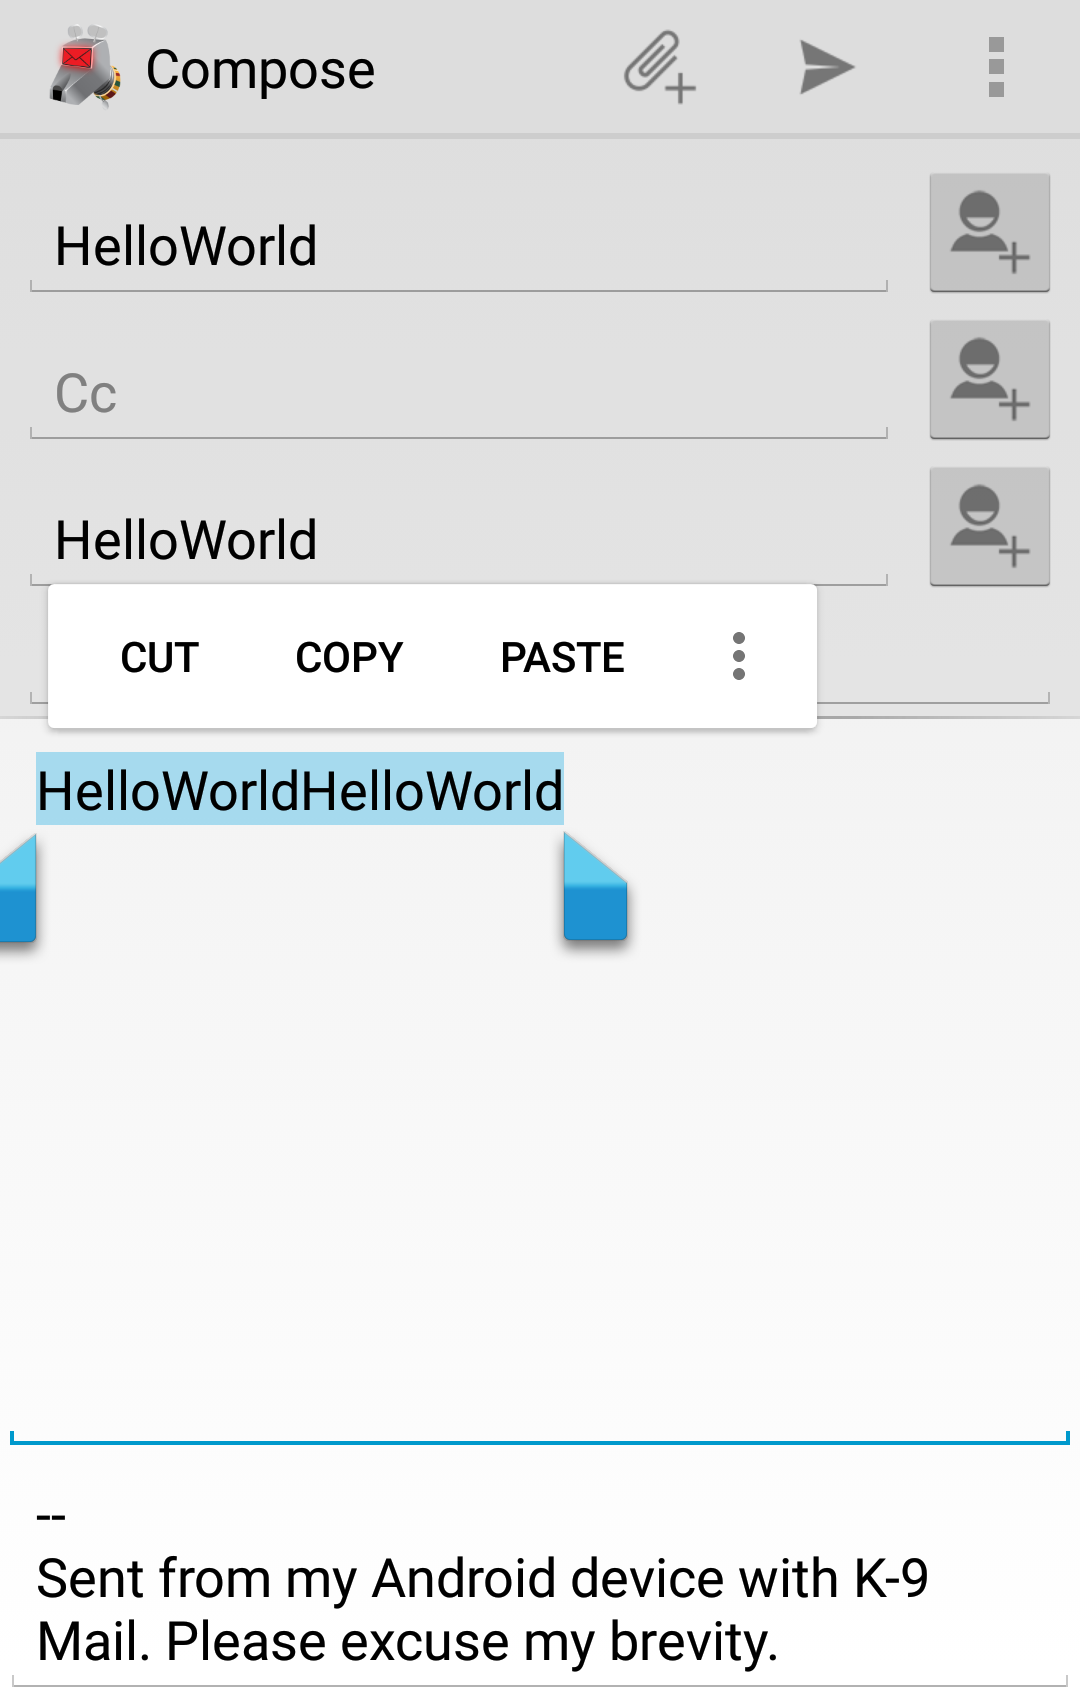 Compose
HelloWorld
Cc
HelloWorld
CUT COPY PASTE
HelloWorldHelloWorld
--
Sent from my Android device with K-9
Mail. Please excuse my brevity.